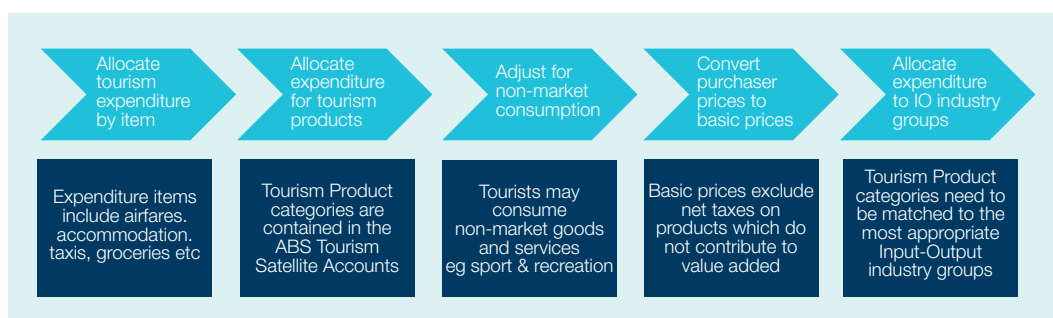 Allocate
tourism
expenditure
by item
Allocate
expenditure
for tourism
products
Adjust for
non-market
consumption
Convert
purchaser
prices to
basic prices
Allocate
expenditure
to IO industry
groups
Expenditure items
include airfares.
accommodation.
taxis, groceries etc
Tourism Product
categories are
contained in the
ABS Tourism
Satellite Accounts
Tourists may
consume
non-market goods
and services
eg sport & recreation
Basic prices exclude
net taxes on
products which do
not contribute to
value added
Tourism Product
categories need to
be matched to the
most appropriate
Input-Output
industry groups